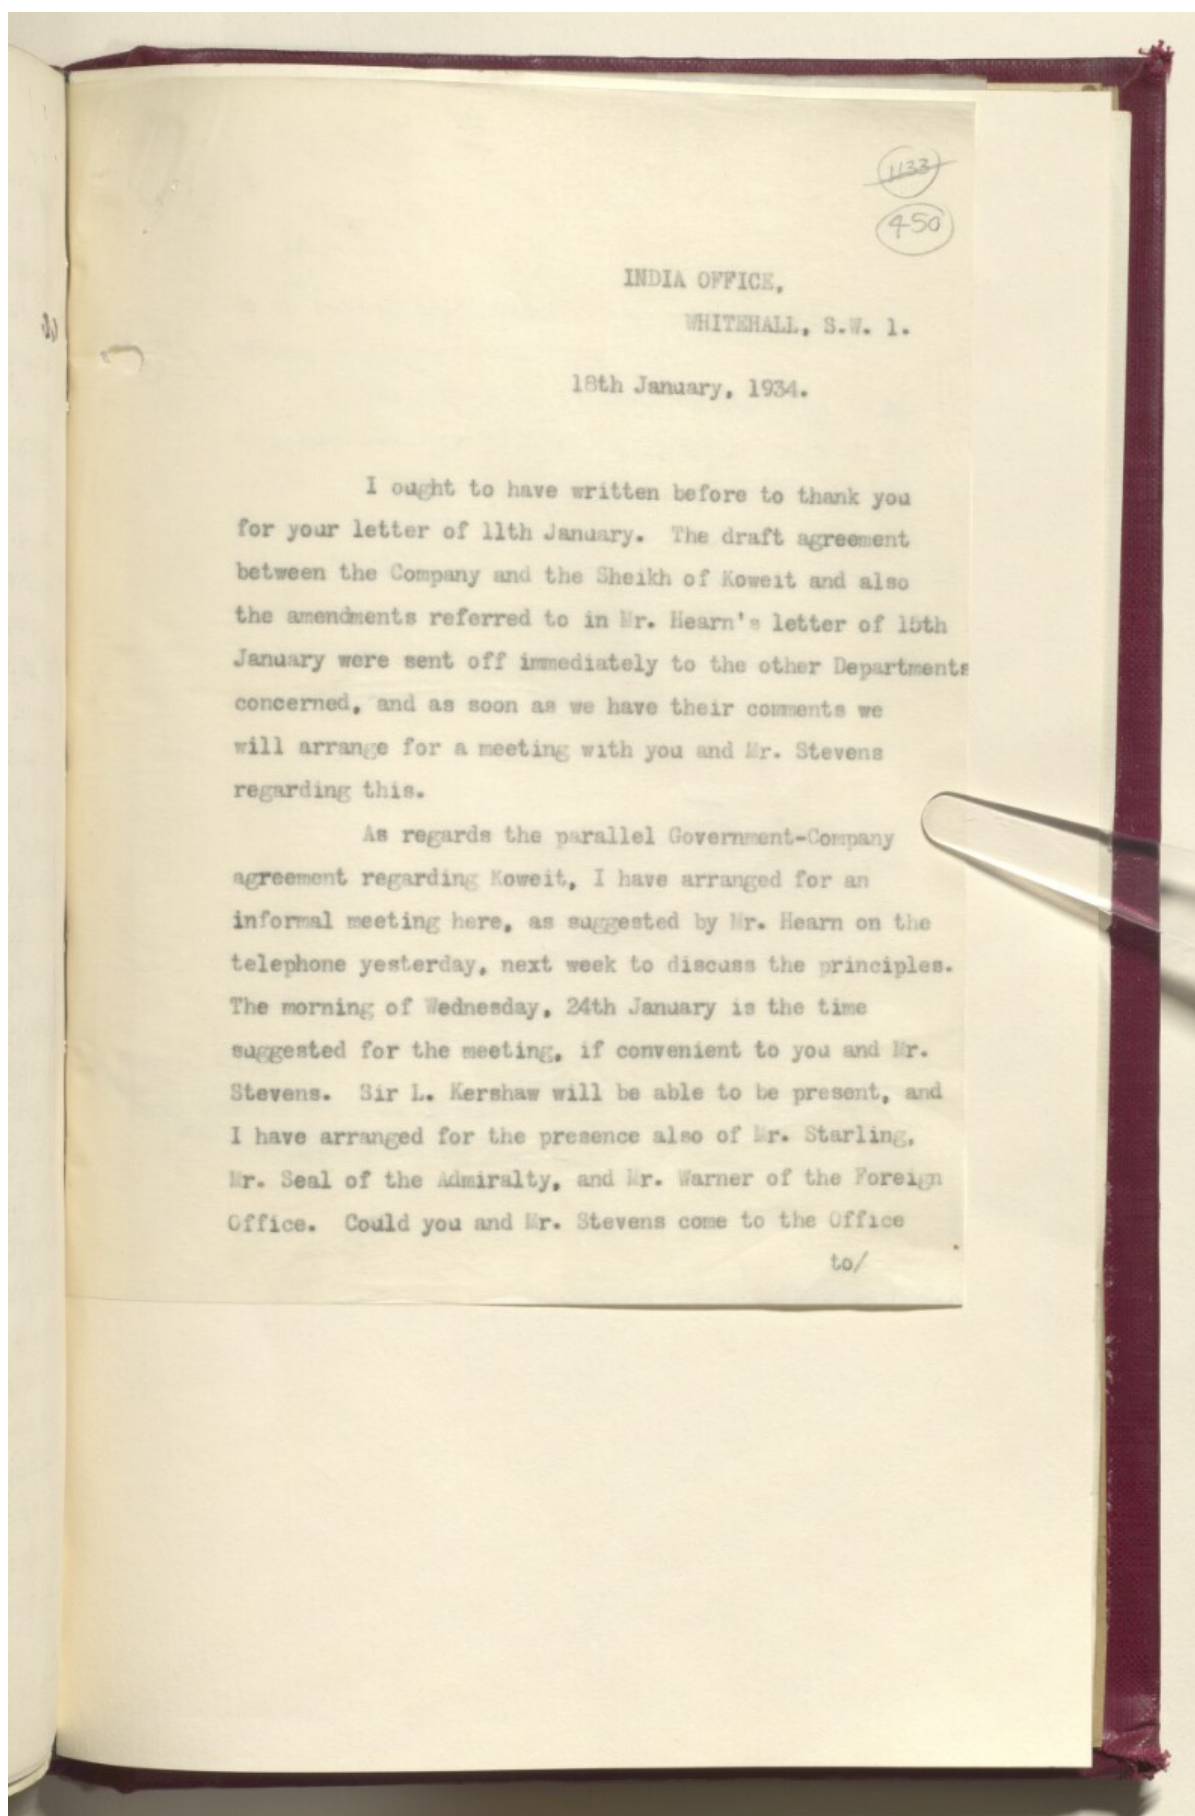 1133
450
INDIA OFFICE,
WHITEHALL, S.W. 1.
18th January, 1934.
I ought to have written before to thank you
for your letter of 11th January. The draft agreement
between the Company and the Sheikh of Koweit and also
the amendments referred to in Mr. Hearn's letter of 15th
January were sent off immediately to the other Departments
concerned, and as soon as we have their comments we
will arrange for a meeting with you and Mr. Stevens
regarding this.
As regards the parallel Government-Company
agreement regarding Koweit, I have arranged for an
informal meeting here, as suggested by Mr. Hearn on the
telephone yesterday, next week to discuss the principles.
The morning of Wednesday, 24th January is the time
suggested for the meeting, if convenient to you and Mr.
Stevens. Sir L. Kershaw will be able to be present, and
I have arranged for the presence also of Mr. Starling,
Mr. Seal of the Admiralty, and Mr. Warner of the Foreign
Office. Could you and Mr. Stevens come to the Office
to/